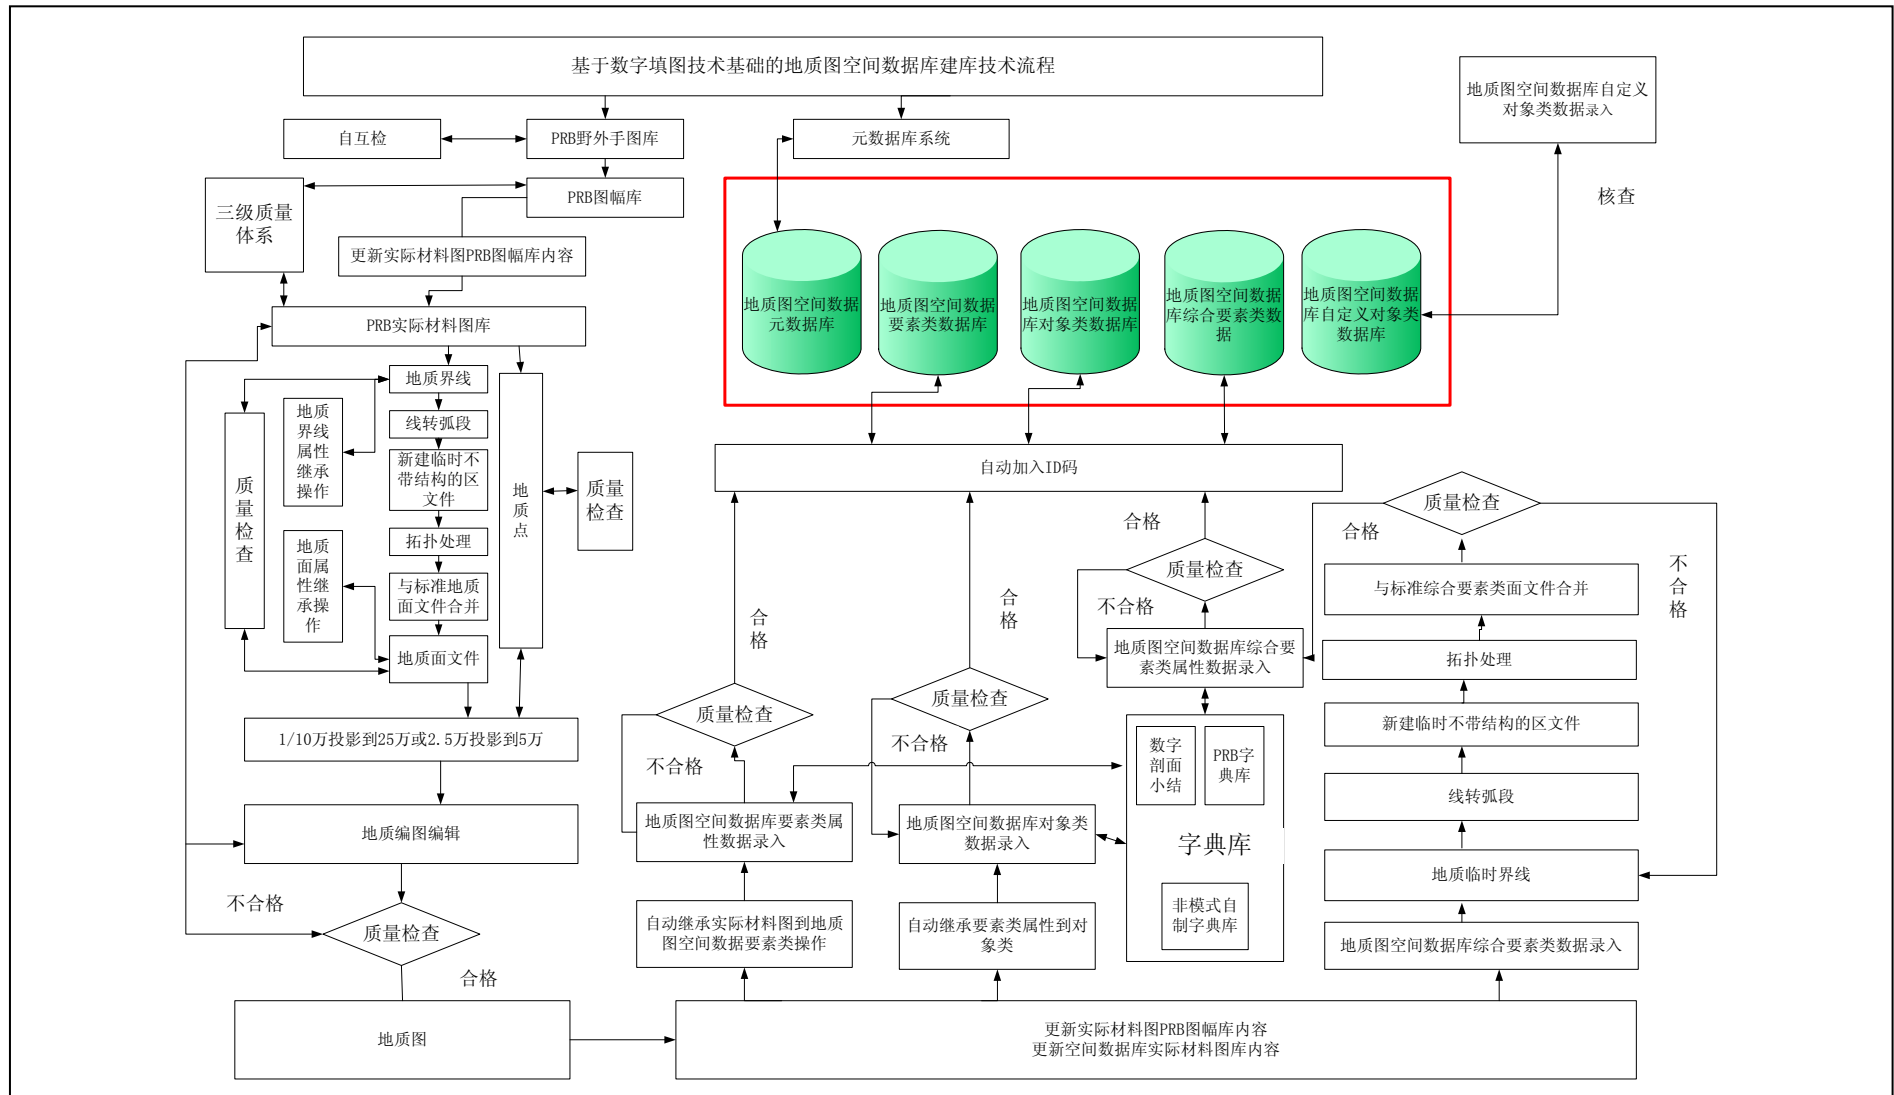 基于数字填图技术基础的地质图空间数据库建库技术流程
地质图空间数据库自定义
对象类数据录入
自互检
PRB野外手图库
元数据库系统
三级质量
体系
PRB图幅库
核查
更新实际材料图PRB图幅库内容
PRB实际材料图库
地质图空间数据
元数据库
地质图空间数据
要素类数据库
地质图空间数据
库对象类数据库
地质图空间数据
库综合要素类数
据
地质图空间数据
库自定义对象类
数据库
地质界线
线转弧段
新建临时不
带结构的区
文件
拓扑处理
与标准地质
面文件合并
地质面文件
质
量
检
查
地质
界线
属性
继承
操作
地质
面属
性继
承操
作
地
质
点
质量
检查
1/10万投影到25万或2.5万投影到5万
地质编图编辑
不合格
质量检查
合格
地质图
自动加入ID码
合
格
质量检查
不合格
地质图空间数据库要素类属
性数据录入
自动继承实际材料图到地质
图空间数据要素类操作
合
格
质量检查
不合格
地质图空间数据库对象类
数据录入
自动继承要素类属性到对
象类
合格
质量检查
不合格
地质图空间数据库综合要
素类属性数据录入
数字
剖面
小结
PRB字
典库
字典库
非模式自
制字典库
质量检查
合格
不
合
格
与标准综合要素类面文件合并
拓扑处理
新建临时不带结构的区文件
线转弧段
地质临时界线
地质图空间数据库综合要素类数据录入
更新实际材料图PRB图幅库内容
更新空间数据库实际材料图库内容